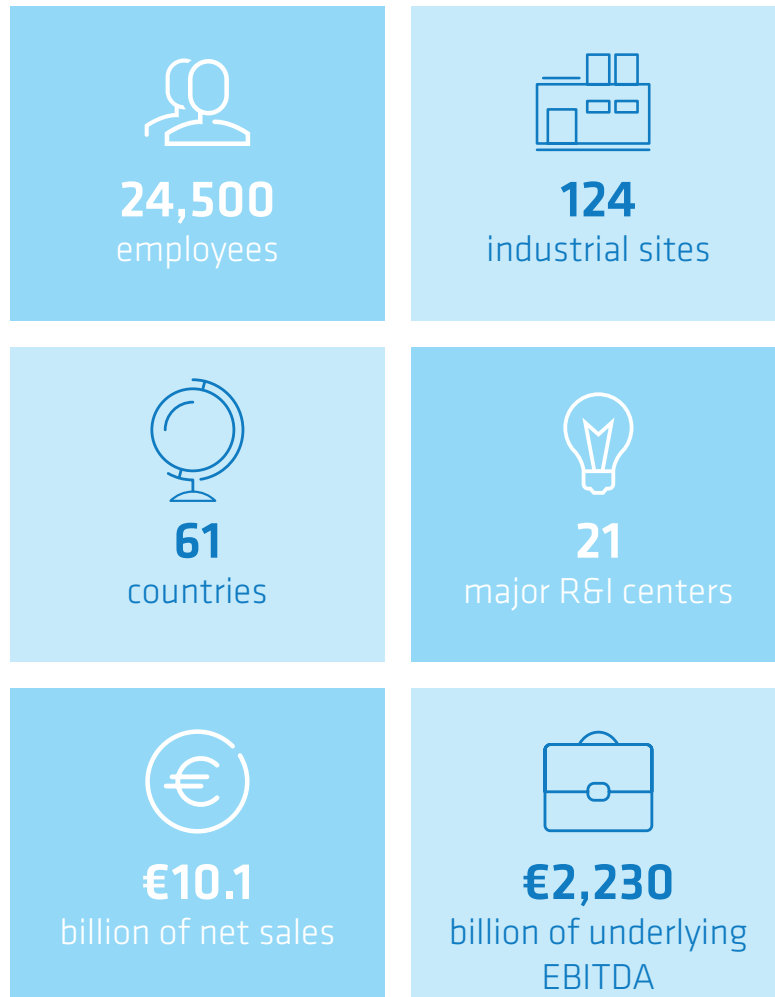 24,500
employees
124
industrial sites
61
countries
21
major R&I centers
€10.1
billion of net sales
€2,230
billion of underlying
EBITDA